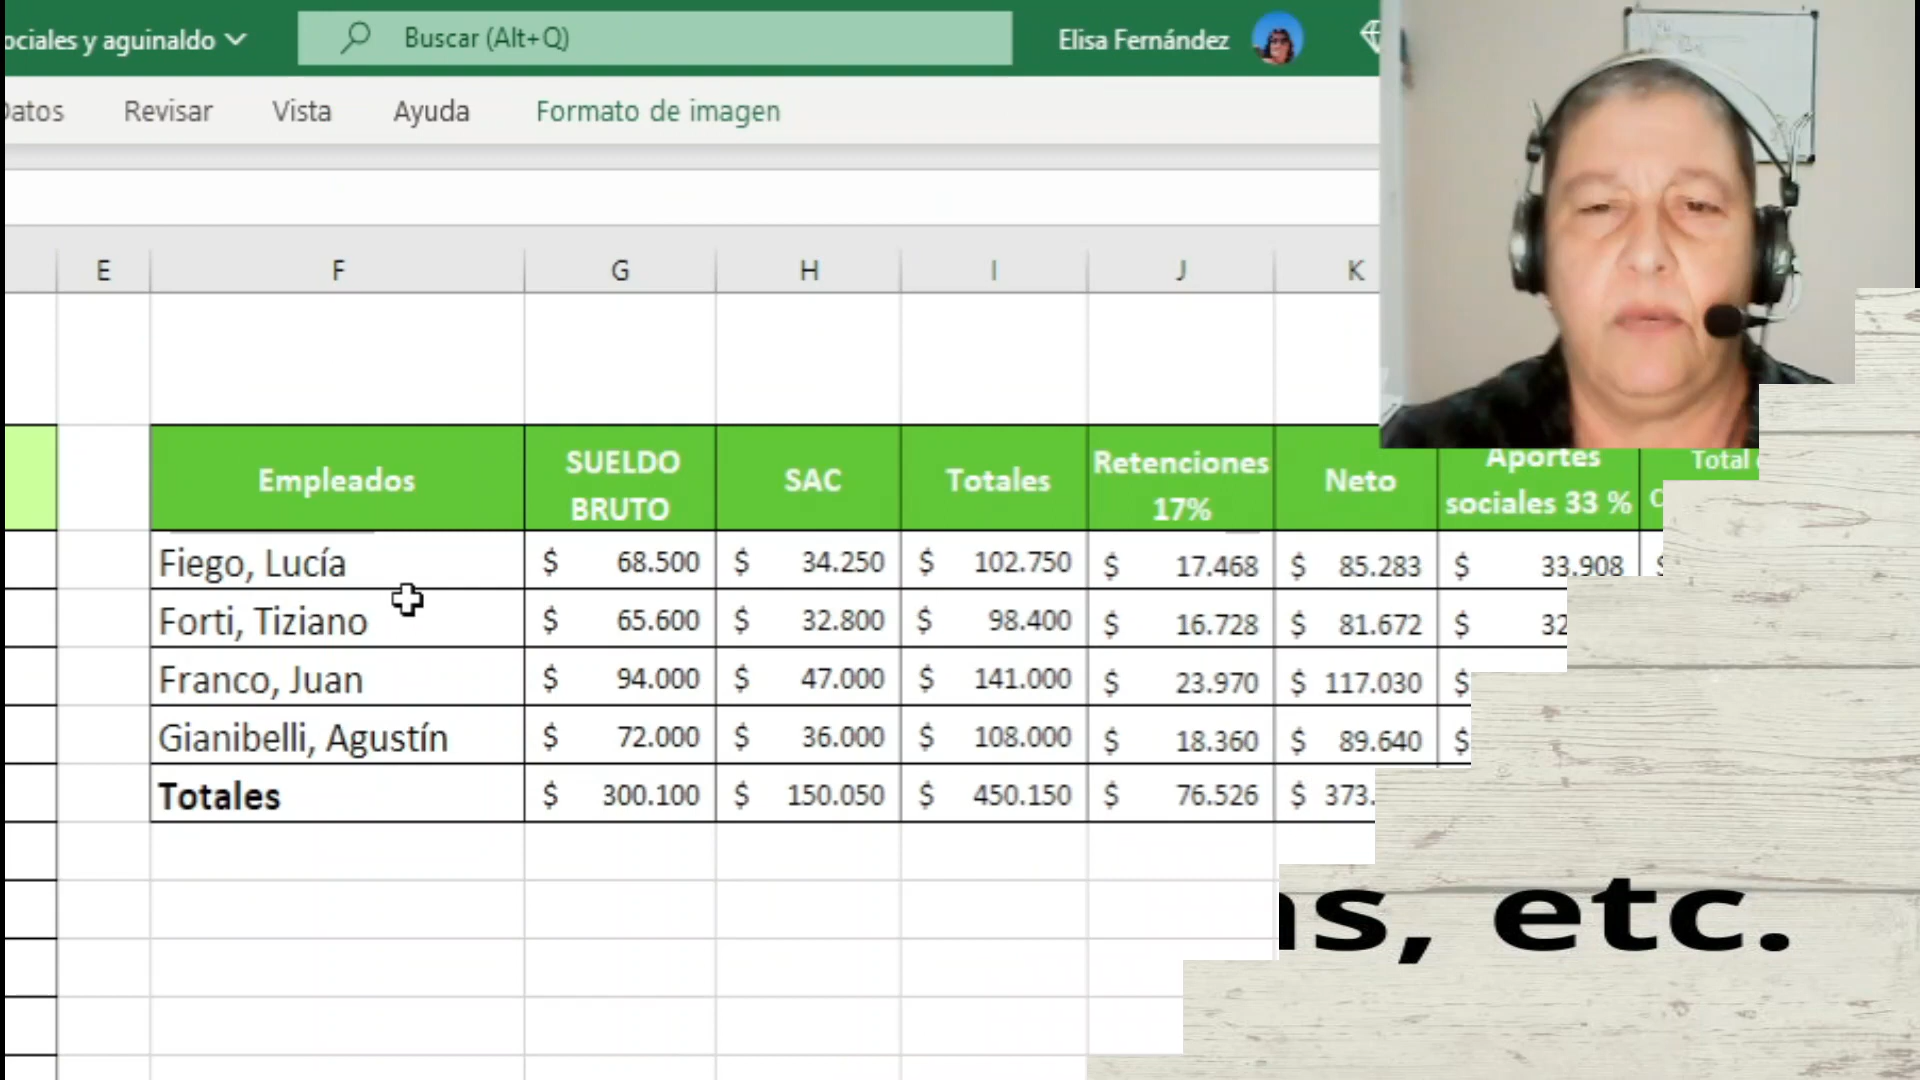 ociales y aguinaldo
Buscar (Alt+Q)
Elisa Fernández
Datos Revisar Vista Ayuda Formato de imagen
E F G H I J K
Empleados SUELDO BRUTO SAC Totales Retenciones 17% Neto Aportes sociales 33 % Total
Fiego, Lucía $ 68.500 $ 34.250 $ 102.750 $ 17.468 $ 85.283 $ 33.908 $
Forti, Tiziano $ 65.600 $ 32.800 $ 98.400 $ 16.728 $ 81.672 $ 32
Franco, Juan $ 94.000 $ 47.000 $ 141.000 $ 23.970 $ 117.030 $
Gianibelli, Agustín $ 72.000 $ 36.000 $ 108.000 $ 18.360 $ 89.640 $
Totales $ 300.100 $ 150.050 $ 450.150 $ 76.526 $ 373.
s, etc.